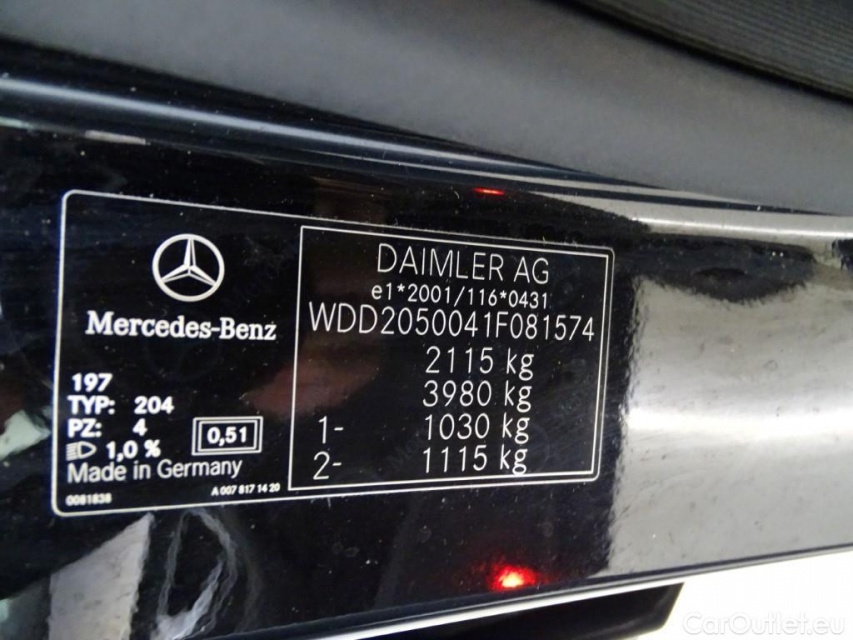 Mercedes-Benz
197
TYP: 204
PZ: 4
1,0 %
0,51
Made in Germany
0081838
A 007 817 14 20
DAIMLER AG
e1*2001/116*0431
WDD2050041F081574
2115 kg
3980 kg
1- 1030 kg
2- 1115 kg
CarOutlet.eu